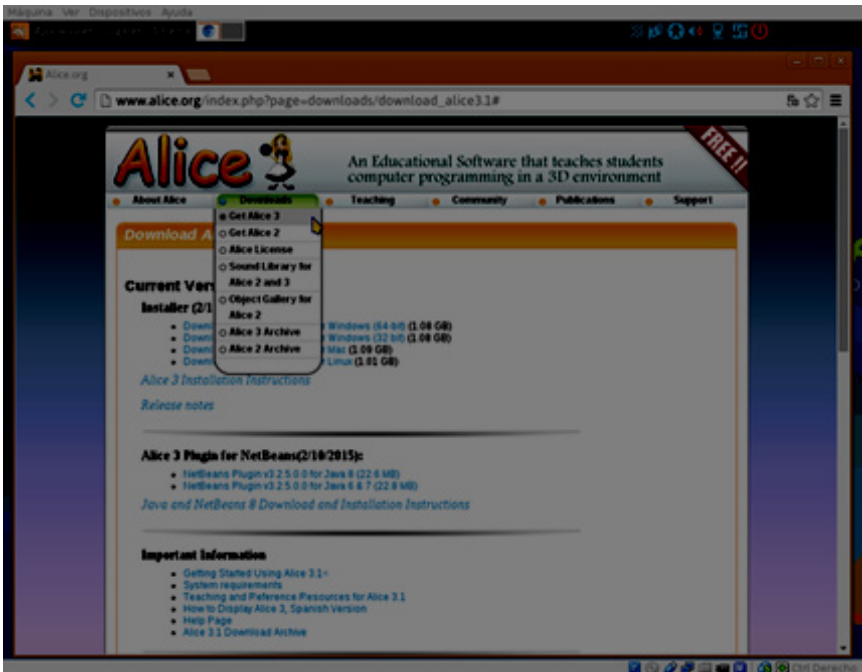 Máquina Ver Dispositivos Ayuda
Alice.org
www.alice.org/index.php?page=downloads/download_alice3.1#
Alice
An Educational Software that teaches students
computer programming in a 3D environment
FREE !!
About Alice Downloads Teaching Community Publications Support
Get Alice 3
Get Alice 2
Alice License
Sound Library for
Alice 2 and 3
Object Gallery for
Alice 2
Alice 3 Archive
Alice 2 Archive
Download A
Current Vers
Installer (2/1
Downl Windows (64-bit) (1.08 GB)
Downl Windows (32 bit) (1.08 GB)
Downl Mac (1.09 GB)
Downl Linux (1.01 GB)
Alice 3 Installation Instructions
Release notes
Alice 3 Plugin for NetBeans(2/10/2015):
NetBeans Plugin v3.2.5.0.0 for Java 8 (22.6 MB)
NetBeans Plugin v3.2.5.0.0 for Java 6 & 7 (22.8 MB)
Java and NetBeans 8 Download and Installation Instructions
Important Information
Getting Started Using Alice 3.1<
System requirements
Teaching and Reference Resources for Alice 3.1
How to Display Alice 3, Spanish Version
Help Page
Alice 3.1 Download Archive
Ctrl Derecho